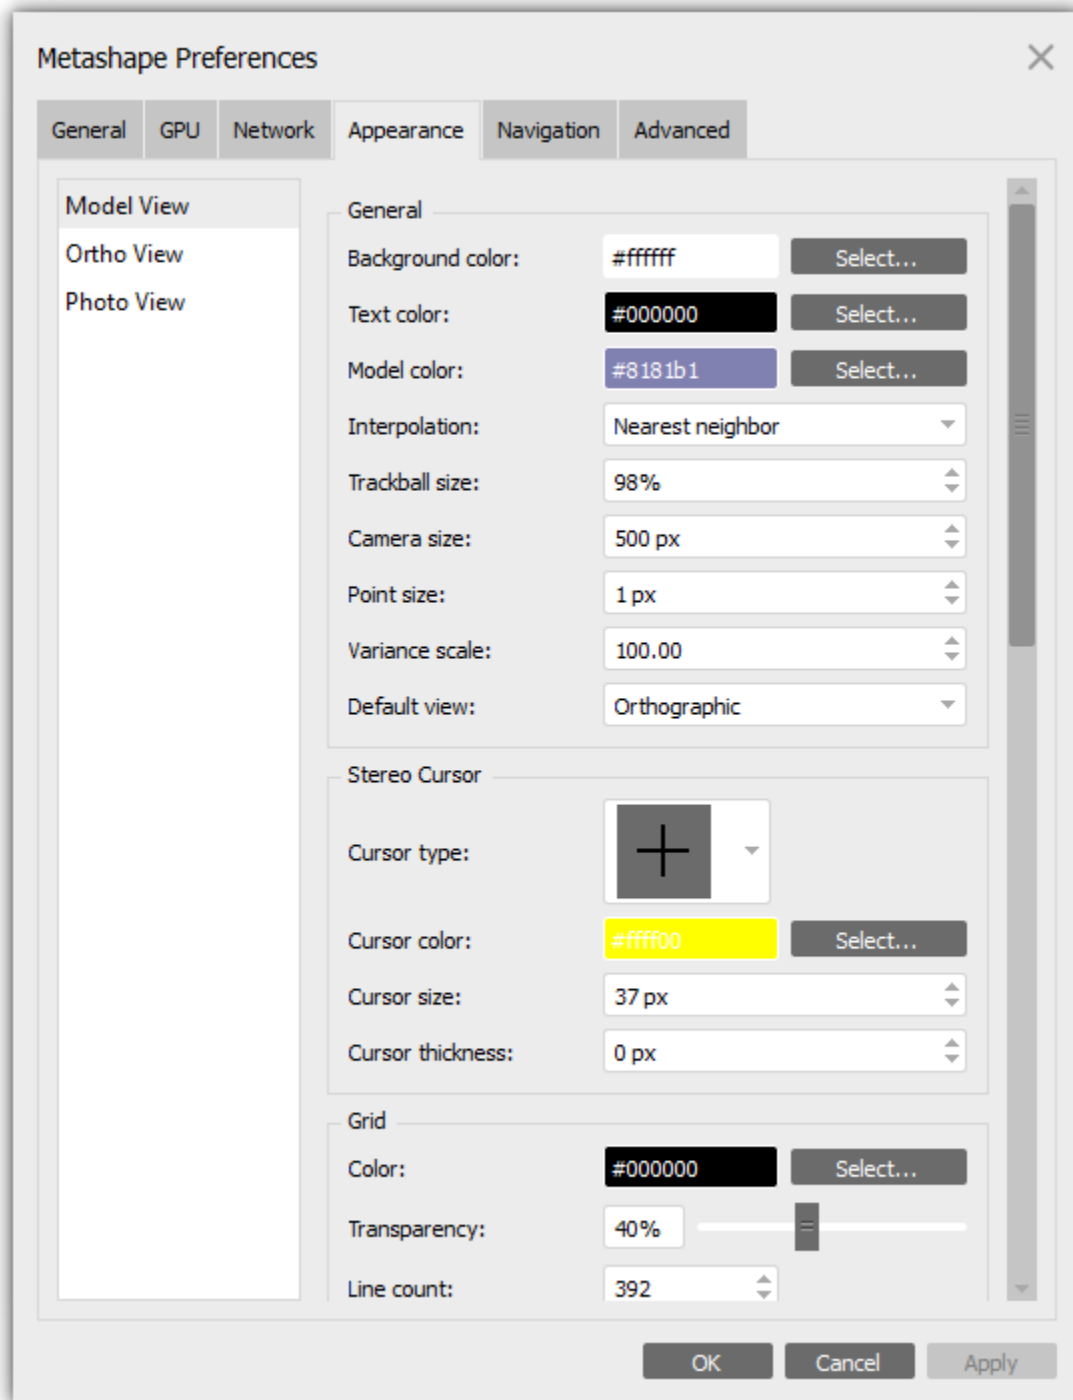 Metashape Preferences
General GPU Network Appearance Navigation Advanced
Model View
Ortho View
Photo View
General
Background color: #ffffff Select...
Text color: #000000 Select...
Model color: #8181b1 Select...
Interpolation: Nearest neighbor
Trackball size: 98%
Camera size: 500 px
Point size: 1 px
Variance scale: 100.00
Default view: Orthographic
Stereo Cursor
Cursor type:
Cursor color: #ffff00 Select...
Cursor size: 37 px
Cursor thickness: 0 px
Grid
Color: #000000 Select...
Transparency: 40%
Line count: 392
OK Cancel Apply